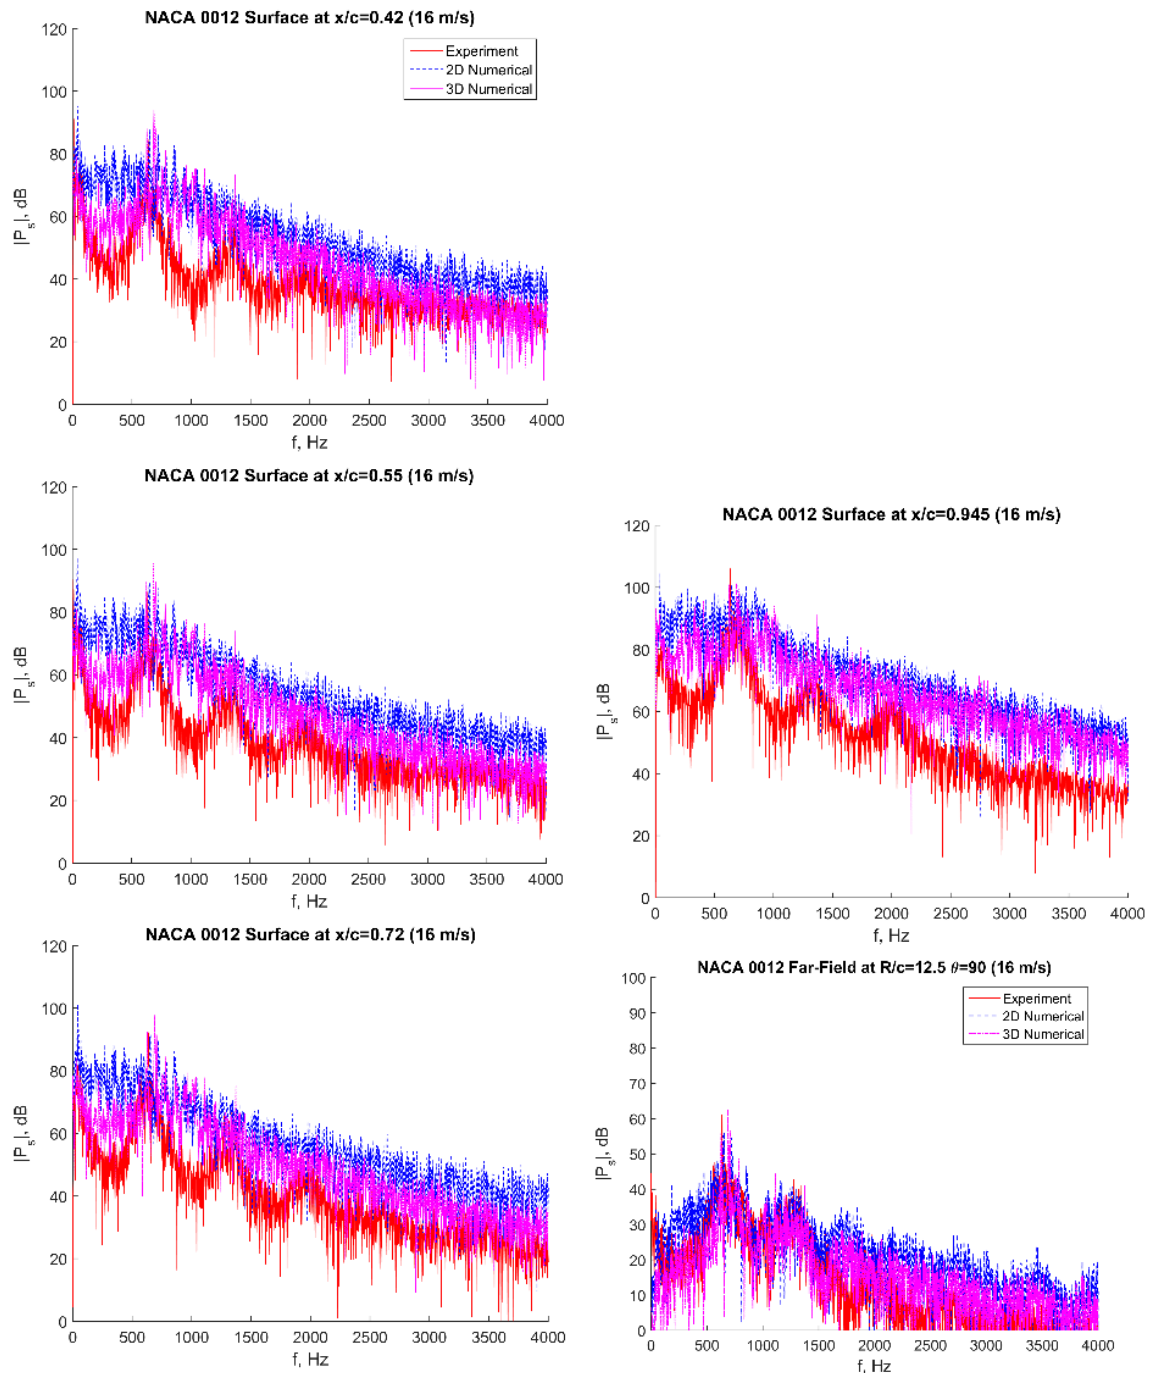 NACA 0012 Surface at x/c=0.42 (16 m/s)
120
100
80
60
40
20
0
|P_s|, dB
Experiment
2D Numerical
3D Numerical
0 500 1000 1500 2000 2500 3000 3500 4000
f, Hz
NACA 0012 Surface at x/c=0.55 (16 m/s)
120
100
80
60
40
20
0
|P_s|, dB
0 500 1000 1500 2000 2500 3000 3500 4000
f, Hz
NACA 0012 Surface at x/c=0.72 (16 m/s)
120
100
80
60
40
20
0
|P_s|, dB
0 500 1000 1500 2000 2500 3000 3500 4000
f, Hz
NACA 0012 Surface at x/c=0.945 (16 m/s)
120
100
80
60
40
20
0
|P_s|, dB
0 500 1000 1500 2000 2500 3000 3500 4000
f, Hz
NACA 0012 Far-Field at R/c=12.5 θ=90 (16 m/s)
100
90
80
70
60
50
40
30
20
10
0
|P_s|, dB
Experiment
2D Numerical
3D Numerical
0 500 1000 1500 2000 2500 3000 3500 4000
f, Hz